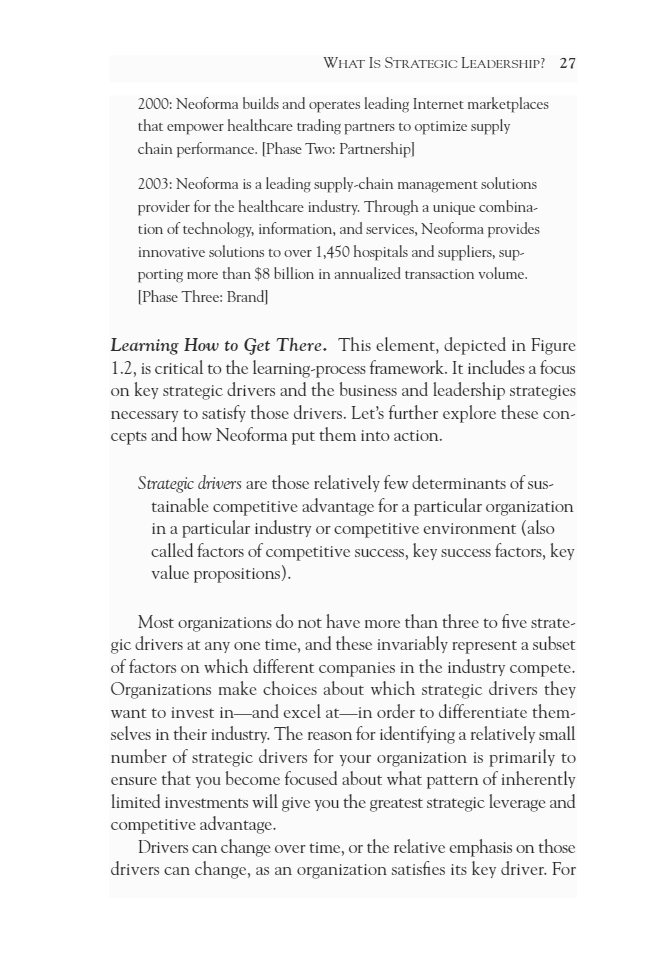 WHAT IS STRATEGIC LEADERSHIP? 27
2000: Neoforma builds and operates leading Internet marketplaces
that empower healthcare trading partners to optimize supply
chain performance. [Phase Two: Partnership]
2003: Neoforma is a leading supply-chain management solutions
provider for the healthcare industry. Through a unique combina-
tion of technology, information, and services, Neoforma provides
innovative solutions to over 1,450 hospitals and suppliers, sup-
porting more than $8 billion in annualized transaction volume.
[Phase Three: Brand]
Learning How to Get There. This element, depicted in Figure
1.2, is critical to the learning-process framework. It includes a focus
on key strategic drivers and the business and leadership strategies
necessary to satisfy those drivers. Let's further explore these con-
cepts and how Neoforma put them into action.
Strategic drivers are those relatively few determinants of sus-
tainable competitive advantage for a particular organization
in a particular industry or competitive environment (also
called factors of competitive success, key success factors, key
value propositions).
Most organizations do not have more than three to five strate-
gic drivers at any one time, and these invariably represent a subset
of factors on which different companies in the industry compete.
Organizations make choices about which strategic drivers they
want to invest in—and excel at—in order to differentiate them-
selves in their industry. The reason for identifying a relatively small
number of strategic drivers for your organization is primarily to
ensure that you become focused about what pattern of inherently
limited investments will give you the greatest strategic leverage and
competitive advantage.
Drivers can change over time, or the relative emphasis on those
drivers can change, as an organization satisfies its key driver. For